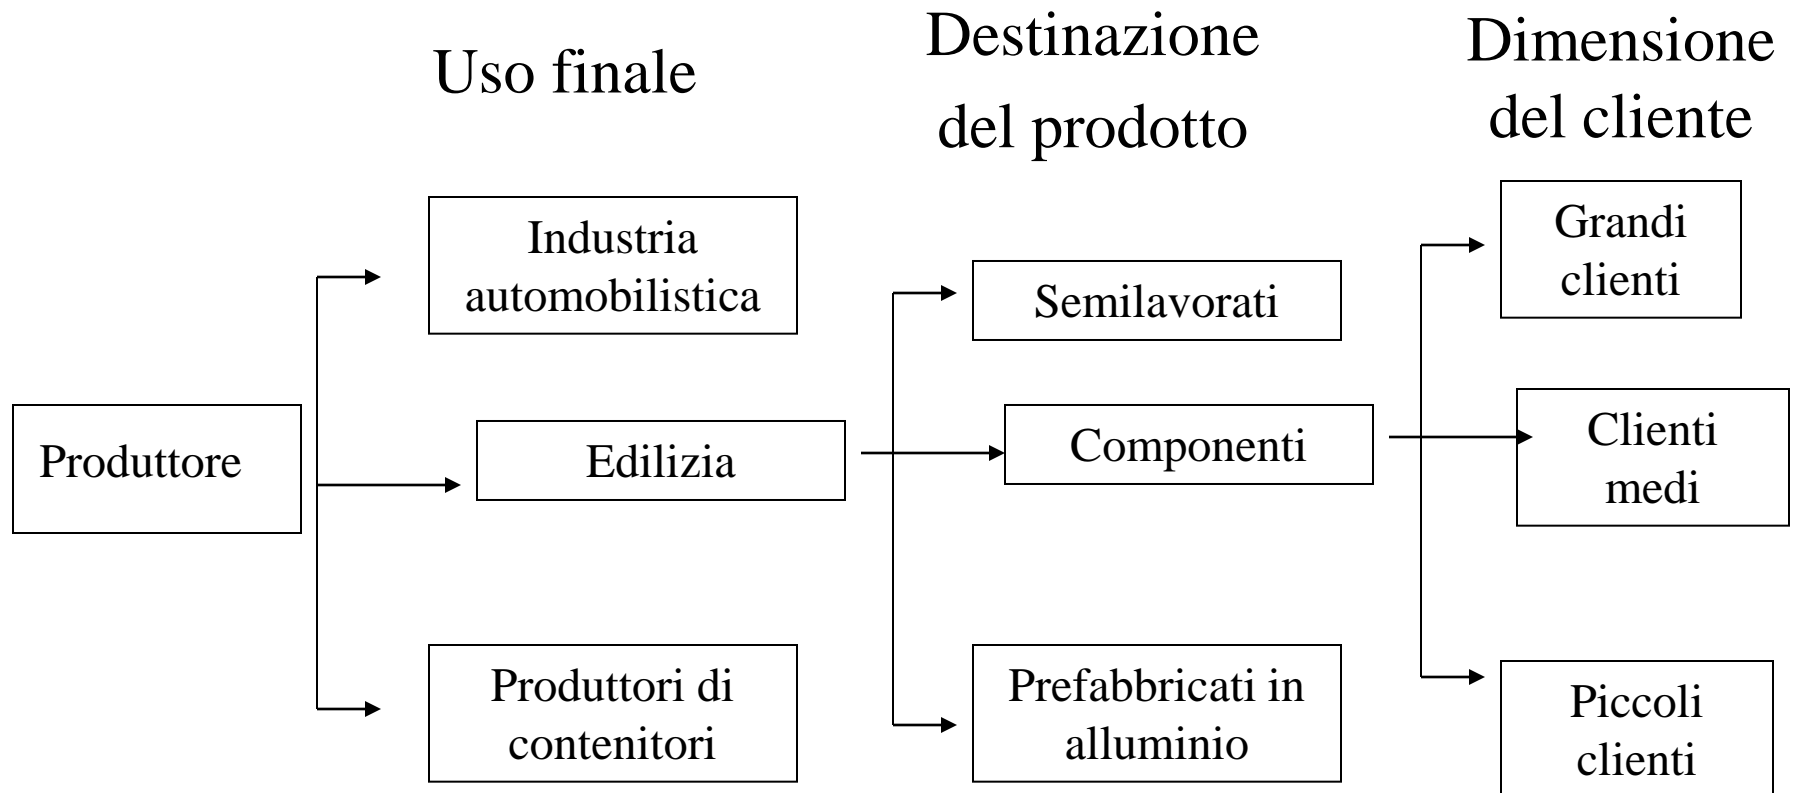 Uso finale
Destinazione
del prodotto
Dimensione
del cliente
Produttore
Industria
automobilistica
Edilizia
Produttori di
contenitori
Semilavorati
Componenti
Prefabbricati in
alluminio
Grandi
clienti
Clienti
medi
Piccoli
clienti